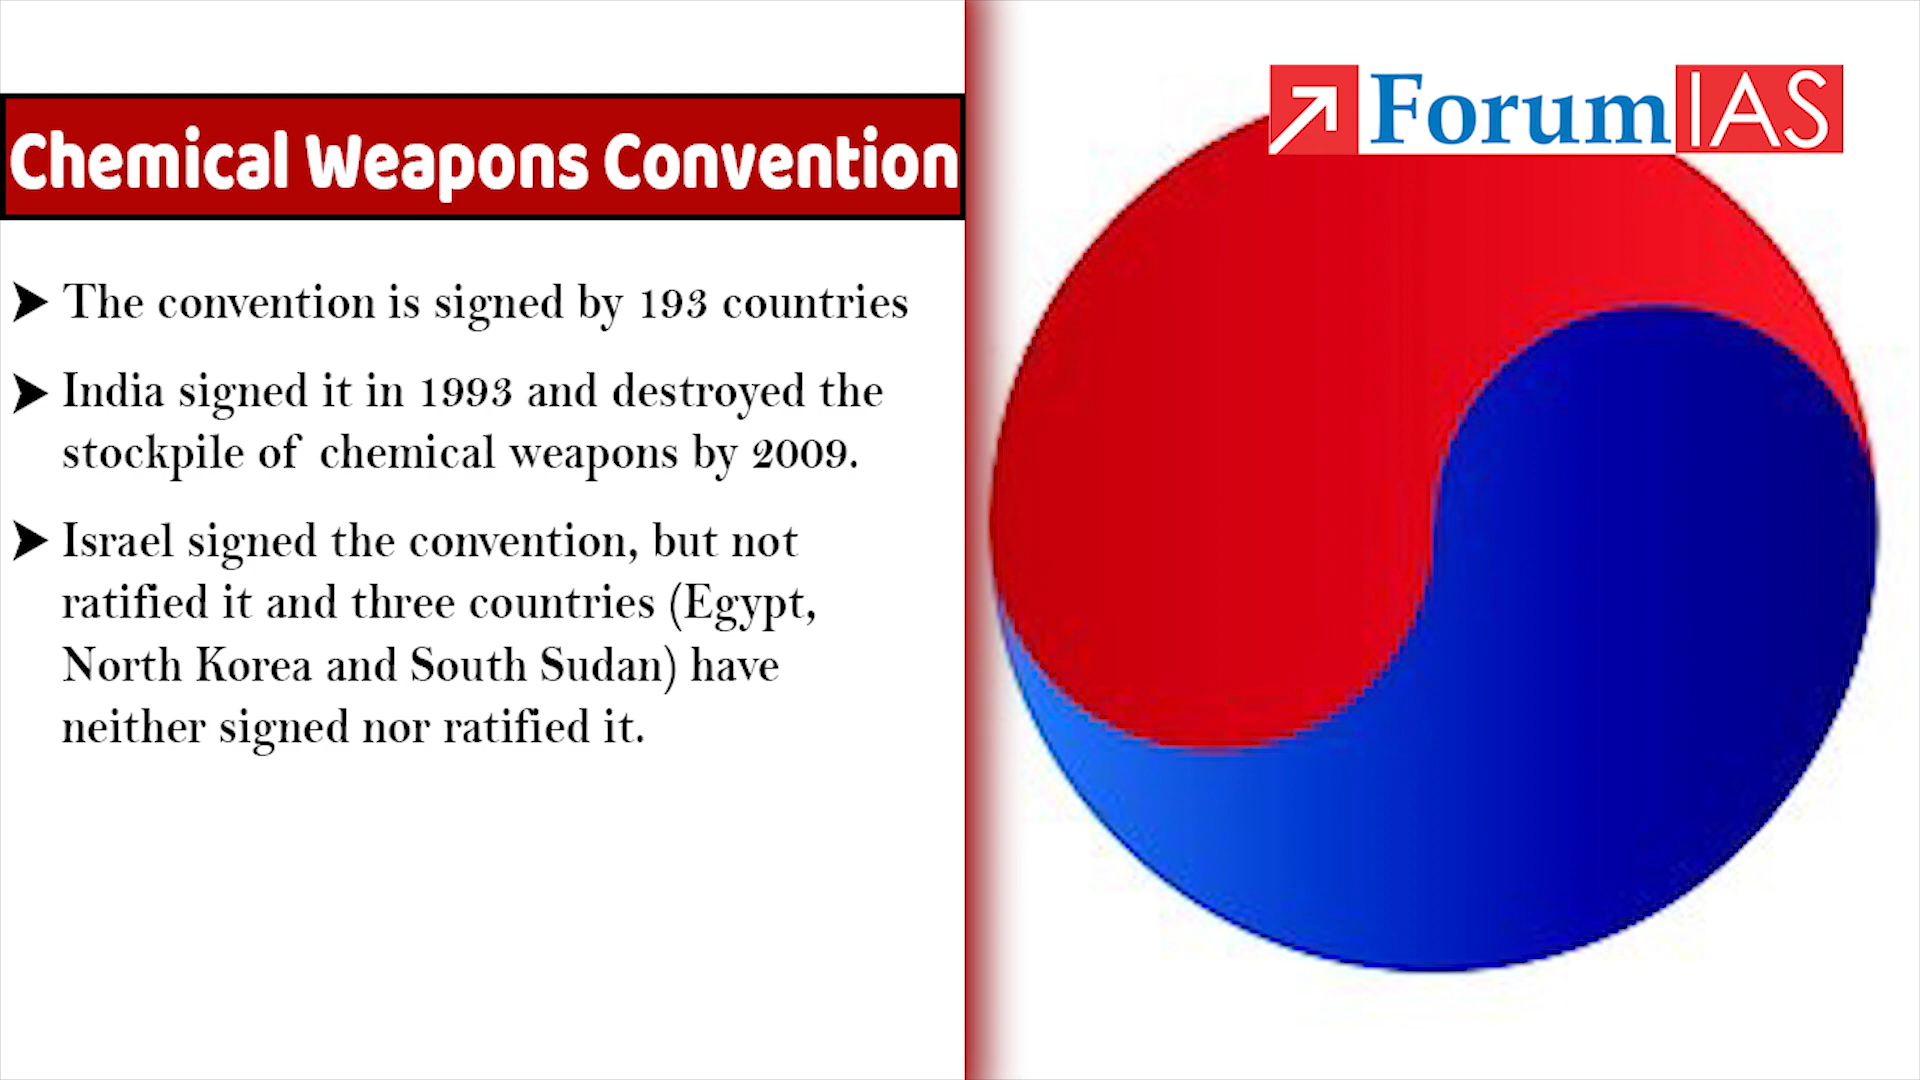 ForumIAS
Chemical Weapons Convention
The convention is signed by 193 countries
India signed it in 1993 and destroyed the
stockpile of chemical weapons by 2009.
Israel signed the convention, but not
ratified it and three countries (Egypt,
North Korea and South Sudan) have
neither signed nor ratified it.